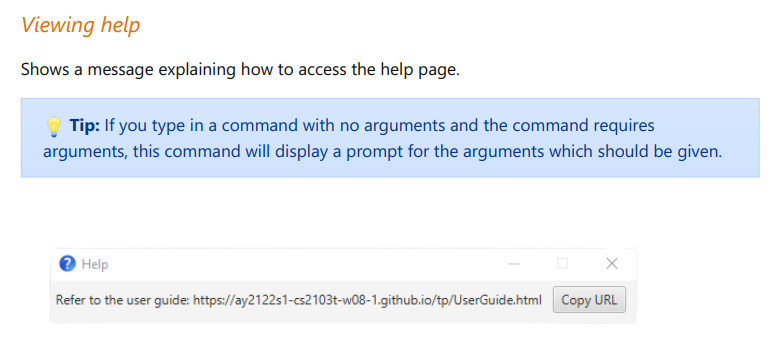 Viewing help
Shows a message explaining how to access the help page.
Tip: If you type in a command with no arguments and the command requires
arguments, this command will display a prompt for the arguments which should be given.
Help
Refer to the user guide: https://ay2122s1-cs2103t-w08-1.github.io/tp/UserGuide.html Copy URL